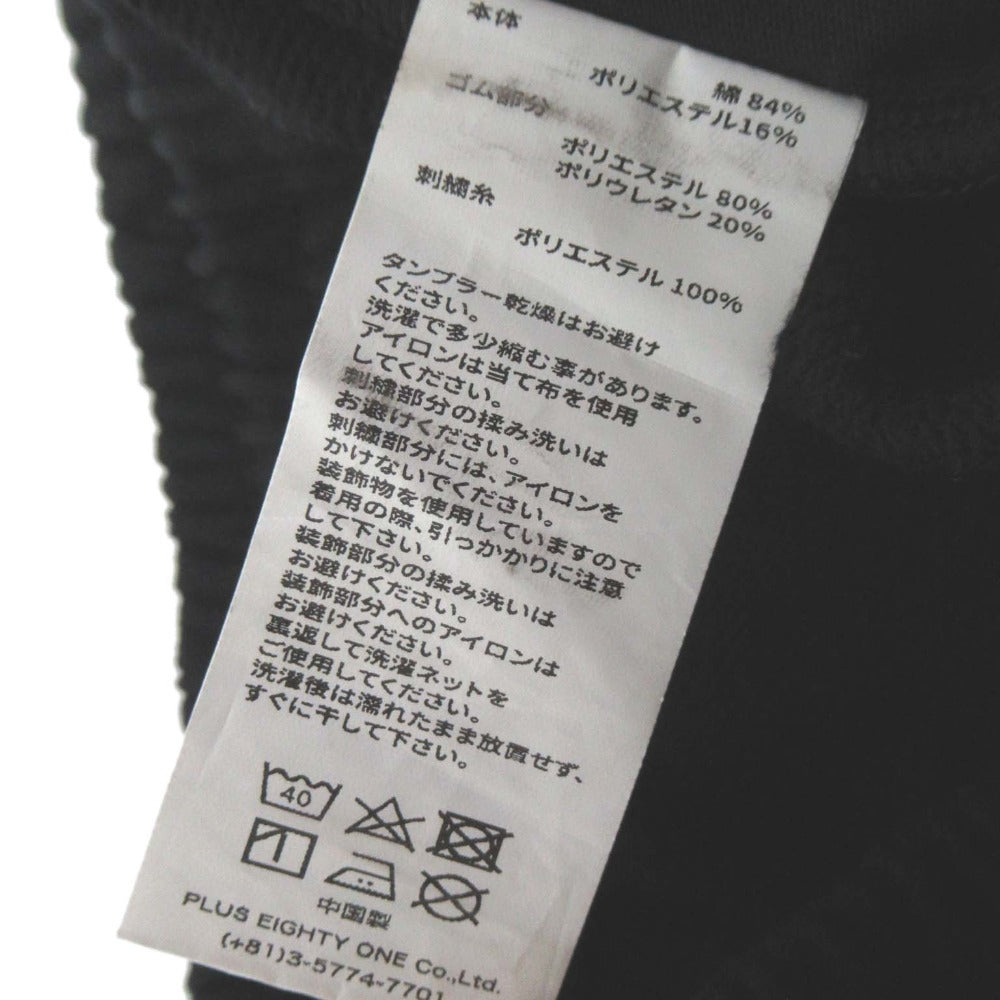 本体
綿 84%
ポリエステル16%
ゴム部分
ポリエステル 80%
ポリウレタン 20%
刺繍糸
ポリエステル 100%
タンブラー乾燥はお避け
ください。
洗濯で多少縮む事があります。
アイロンは当て布を使用
してください。
刺繍部分の揉み洗いは
お避けください。
刺繍部分には、アイロンを
かけないでください。
装飾物を使用していますので
着用の際、引っかかりに注意
して下さい。
装飾部分の揉み洗いは
お避けください。
装飾部分へのアイロンは
お避けください。
裏返して洗濯ネットを
ご使用してください。
洗濯後は濡れたまま放置せず、
すぐに干して下さい。
40
中国製
PLUS EIGHTY ONE Co.,Ltd.
(+81)3-5774-7701